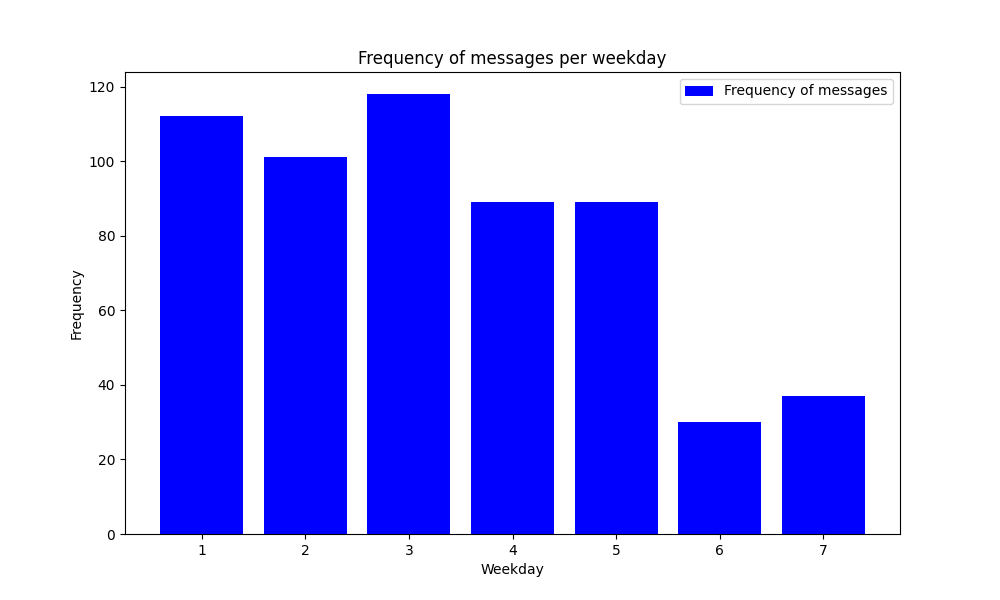 Frequency of messages per weekday
Frequency of messages
120
100
80
60
40
20
0
Frequency
1 2 3 4 5 6 7
Weekday